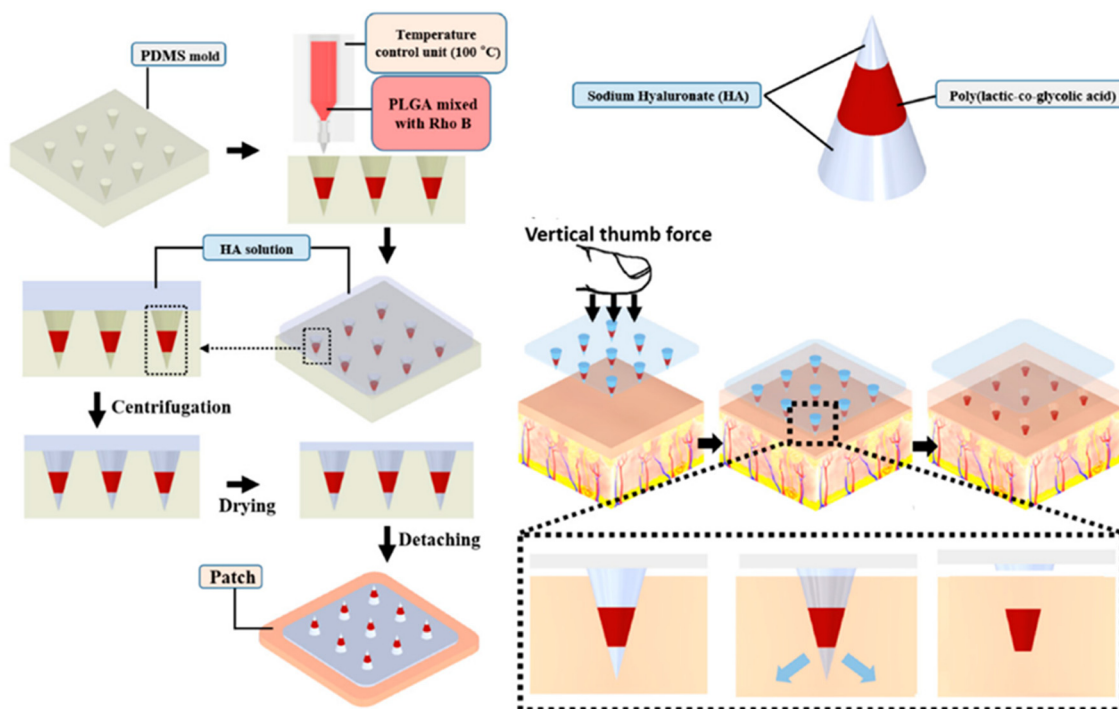 PDMS mold
Temperature
control unit (100 °C)
PLGA mixed
with Rho B
Sodium Hyaluronate (HA)
Poly(lactic-co-glycolic acid)
HA solution
Centrifugation
Drying
Detaching
Patch
Vertical thumb force